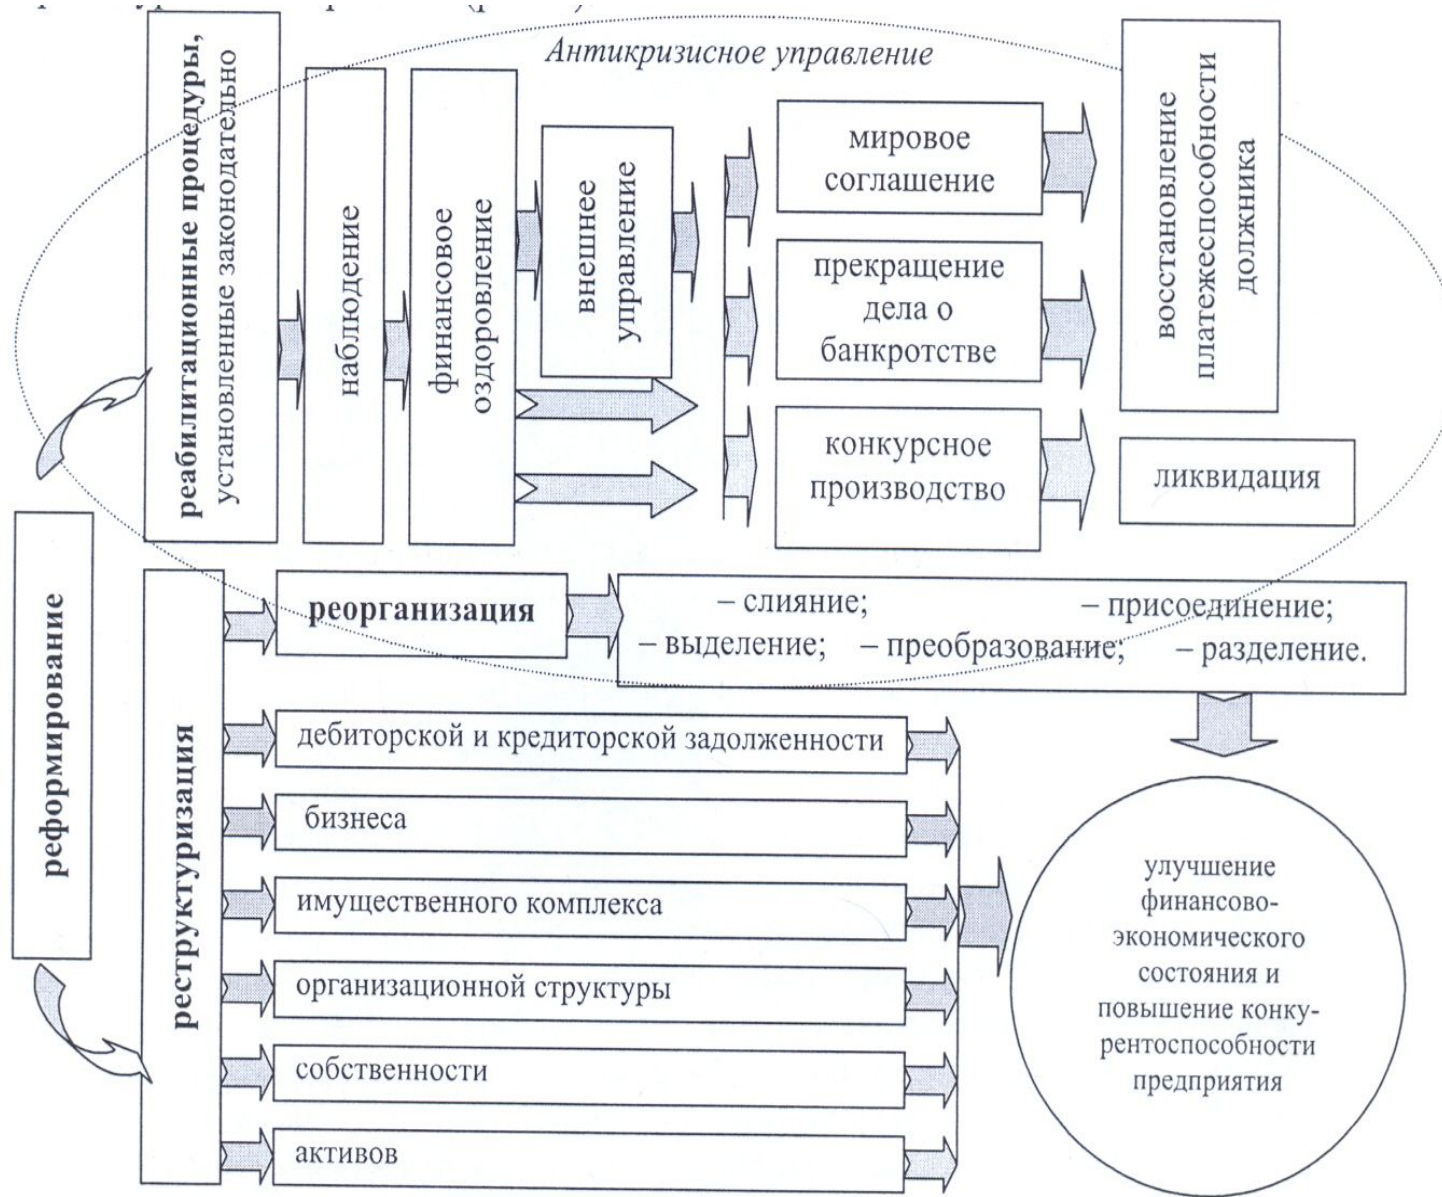 Антикризисное управление
реабилитационные процедуры,
установленные законодательно
наблюдение
финансовое
оздоровление
внешнее
управление
мировое
соглашение
прекращение
дела о
банкротстве
конкурсное
производство
восстановление
платежеспособности
должника
ликвидация
реформирование
реструктуризация
реорганизация
– слияние; – присоединение;
– выделение; – преобразование; – разделение.
дебиторской и кредиторской задолженности
бизнеса
имущественного комплекса
организационной структуры
собственности
активов
улучшение
финансово-
экономического
состояния и
повышение конку-
рентоспособности
предприятия